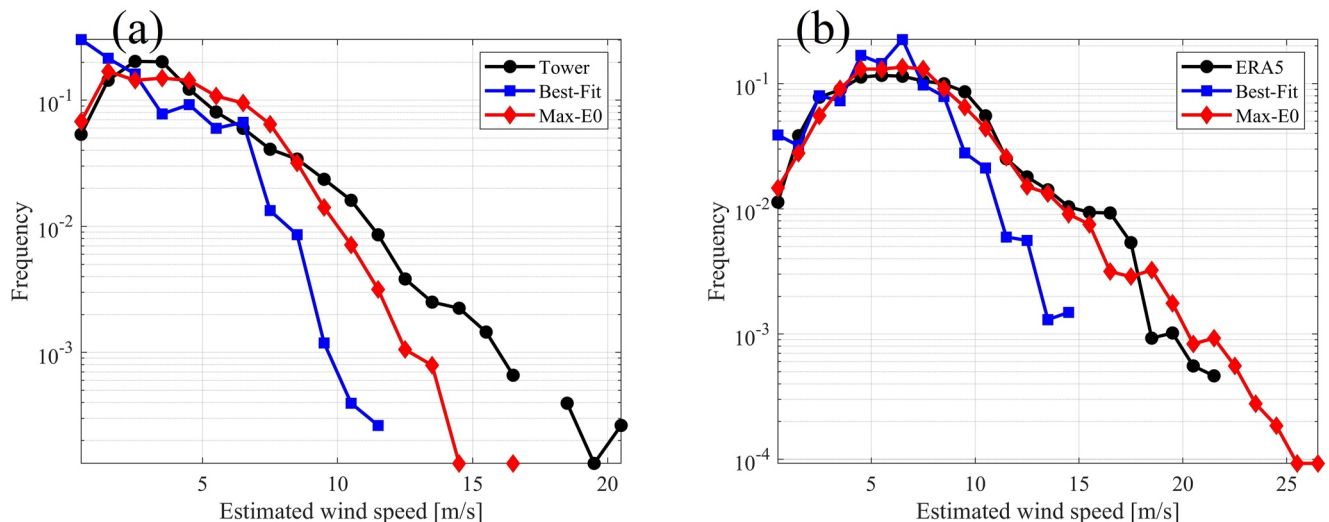 (a)
Tower
Best-Fit
Max-E0
10^-1
10^-2
10^-3
Frequency
5
10
15
20
Estimated wind speed [m/s]
(b)
ERA5
Best-Fit
Max-E0
10^-1
10^-2
10^-3
10^-4
Frequency
5
10
15
20
25
Estimated wind speed [m/s]